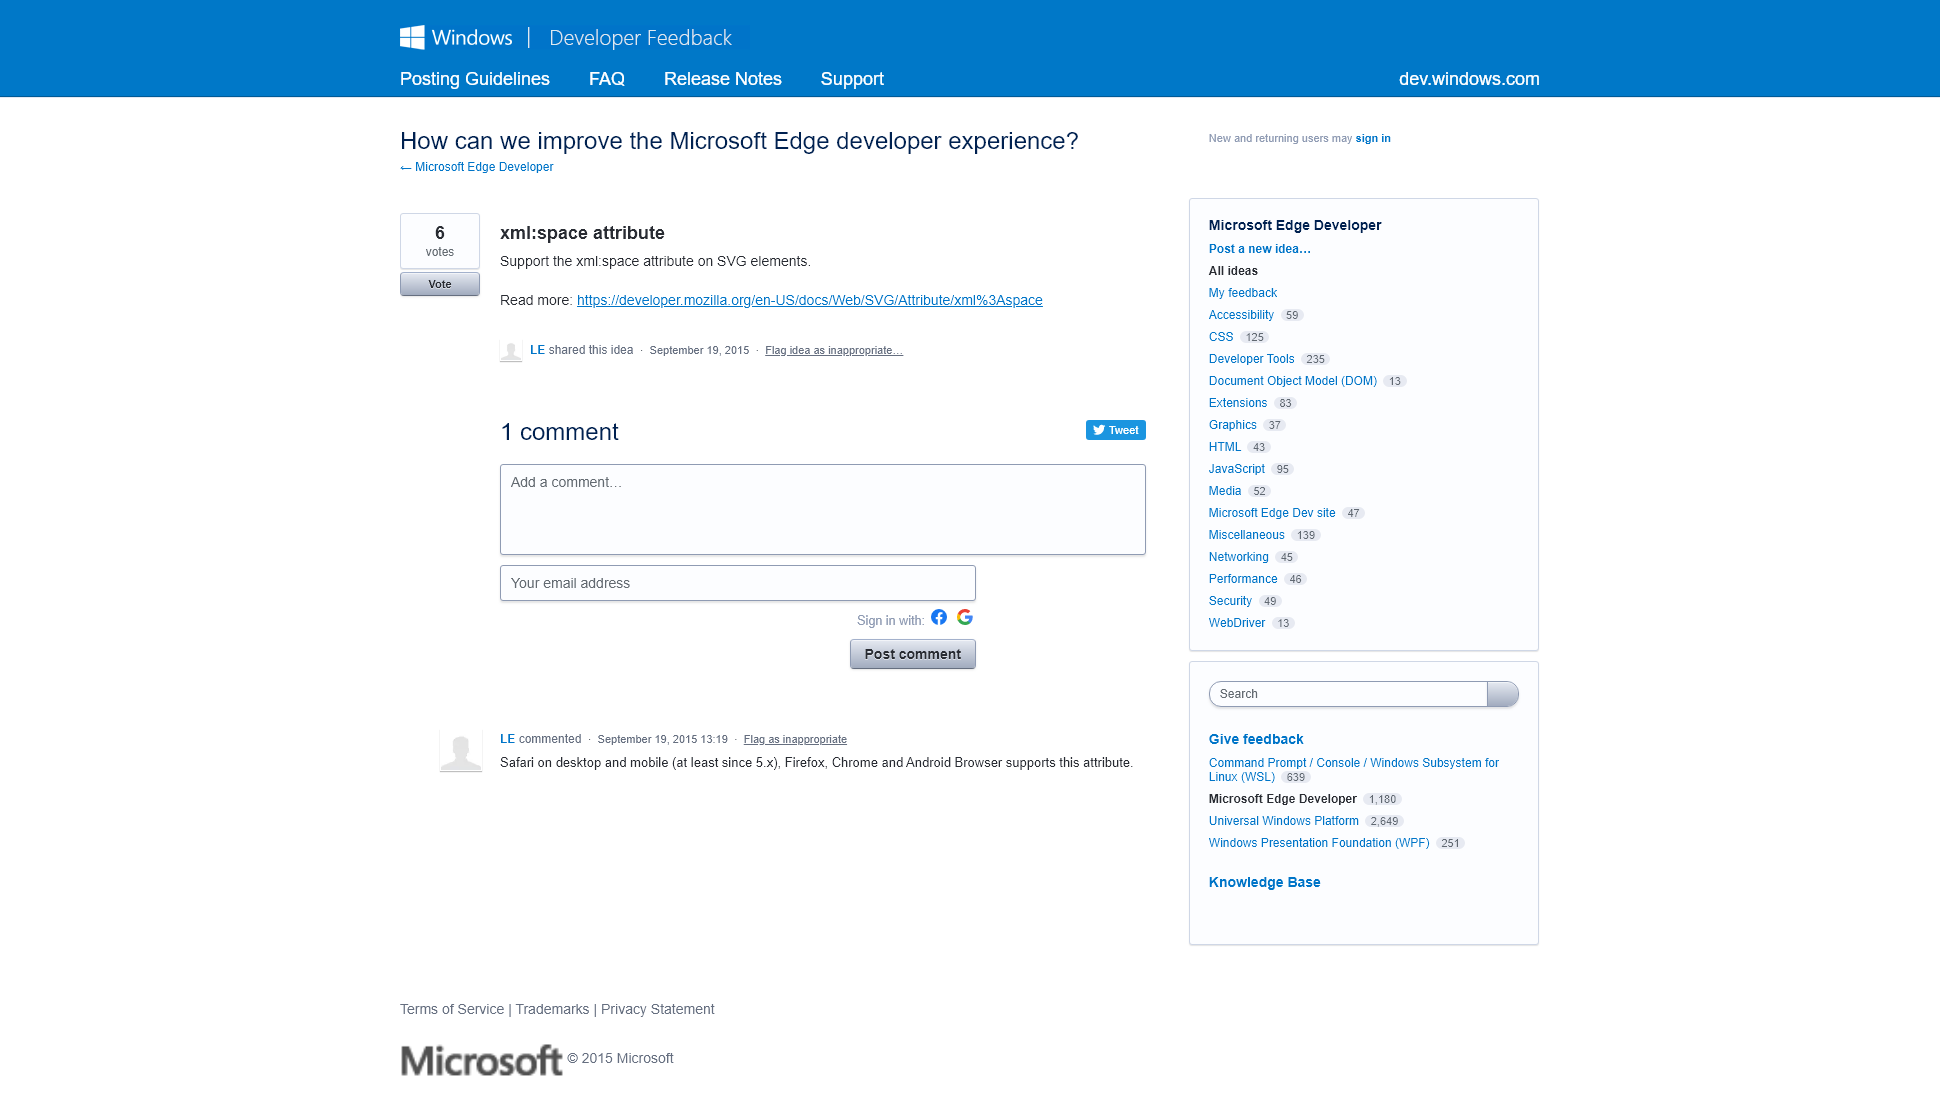 Windows | Developer Feedback
Posting Guidelines FAQ Release Notes Support dev.windows.com
How can we improve the Microsoft Edge developer experience?
← Microsoft Edge Developer
New and returning users may sign in
6
votes
Vote
xml:space attribute
Support the xml:space attribute on SVG elements.
Read more: https://developer.mozilla.org/en-US/docs/Web/SVG/Attribute/xml%3Aspace
LE shared this idea · September 19, 2015 · Flag idea as inappropriate…
1 comment
Tweet
Add a comment…
Your email address
Sign in with:
Post comment
LE commented · September 19, 2015 13:19 · Flag as inappropriate
Safari on desktop and mobile (at least since 5.x), Firefox, Chrome and Android Browser supports this attribute.
Microsoft Edge Developer
Post a new idea…
All ideas
My feedback
Accessibility 59
CSS 125
Developer Tools 235
Document Object Model (DOM) 13
Extensions 83
Graphics 37
HTML 43
JavaScript 95
Media 52
Microsoft Edge Dev site 47
Miscellaneous 139
Networking 45
Performance 46
Security 49
WebDriver 13
Search
Give feedback
Command Prompt / Console / Windows Subsystem for
Linux (WSL) 639
Microsoft Edge Developer 1,180
Universal Windows Platform 2,649
Windows Presentation Foundation (WPF) 251
Knowledge Base
Terms of Service | Trademarks | Privacy Statement
Microsoft © 2015 Microsoft